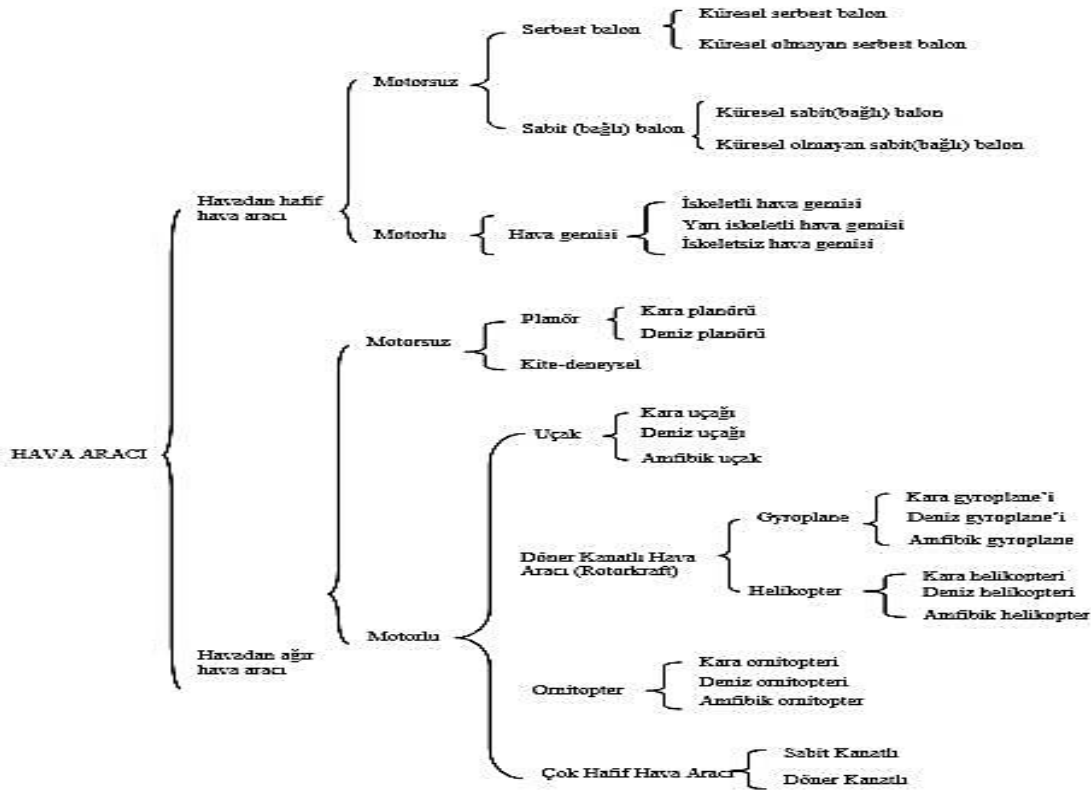 HAVA ARACI
Havadan hafif
hava aracı
Motorsuz
Serbest balon
Küresel serbest balon
Küresel olmayan serbest balon
Sabit (bağlı) balon
Küresel sabit(bağlı) balon
Küresel olmayan sabit(bağlı) balon
Motorlu
Hava gemisi
İskeletli hava gemisi
Yarı iskeletli hava gemisi
İskeletsiz hava gemisi
Havadan ağır
hava aracı
Motorsuz
Planör
Kara planörü
Deniz planörü
Kite-deneysel
Motorlu
Uçak
Kara uçağı
Deniz uçağı
Amfibik uçak
Döner Kanatlı Hava
Aracı (Rotorkraft)
Gyroplane
Kara gyroplane'i
Deniz gyroplane'i
Amfibik gyroplane
Helikopter
Kara helikopteri
Deniz helikopteri
Amfibik helikopter
Ornitopter
Kara ornitopteri
Deniz ornitopteri
Amfibik ornitopter
Çok Hafif Hava Aracı
Sabit Kanatlı
Döner Kanatlı